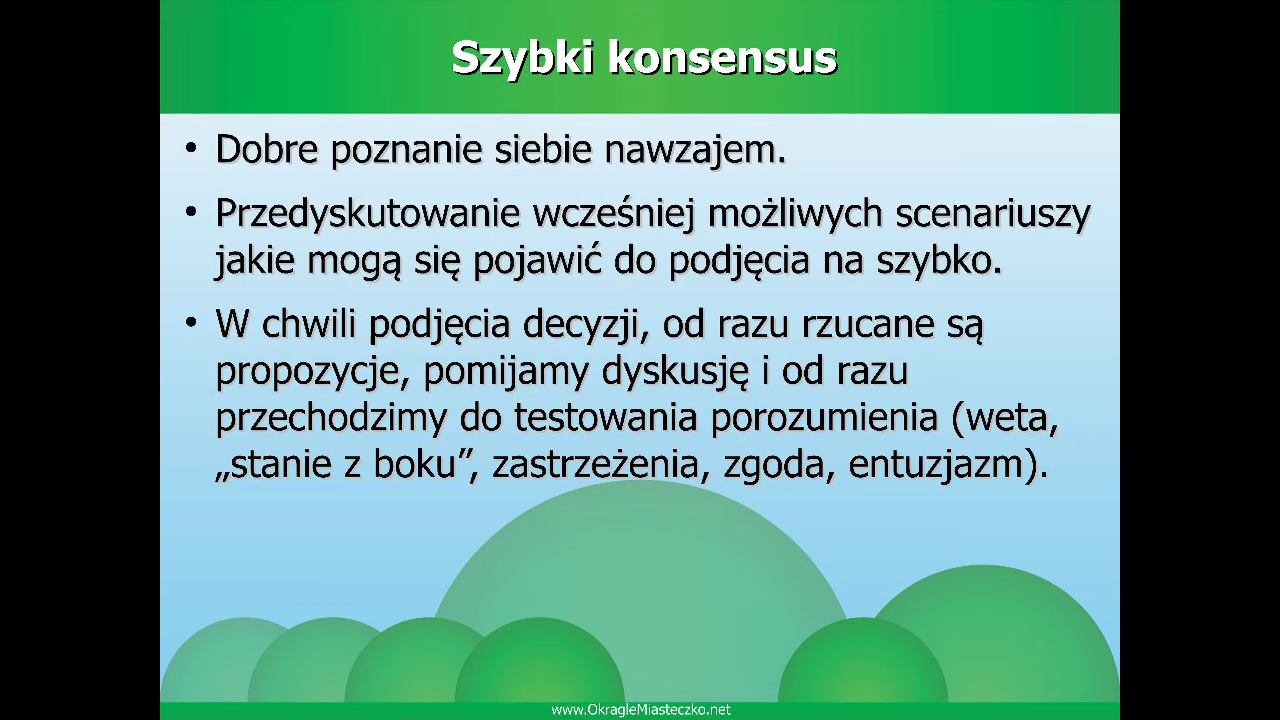 Szybki konsensus
• Dobre poznanie siebie nawzajem.
• Przedyskutowanie wcześniej możliwych scenariuszy
jakie mogą się pojawić do podjęcia na szybko.
• W chwili podjęcia decyzji, od razu rzucane są
propozycje, pomijamy dyskusję i od razu
przechodzimy do testowania porozumienia (weta,
„stanie z boku”, zastrzeżenia, zgoda, entuzjazm).
www.OkragleMiasteczko.net